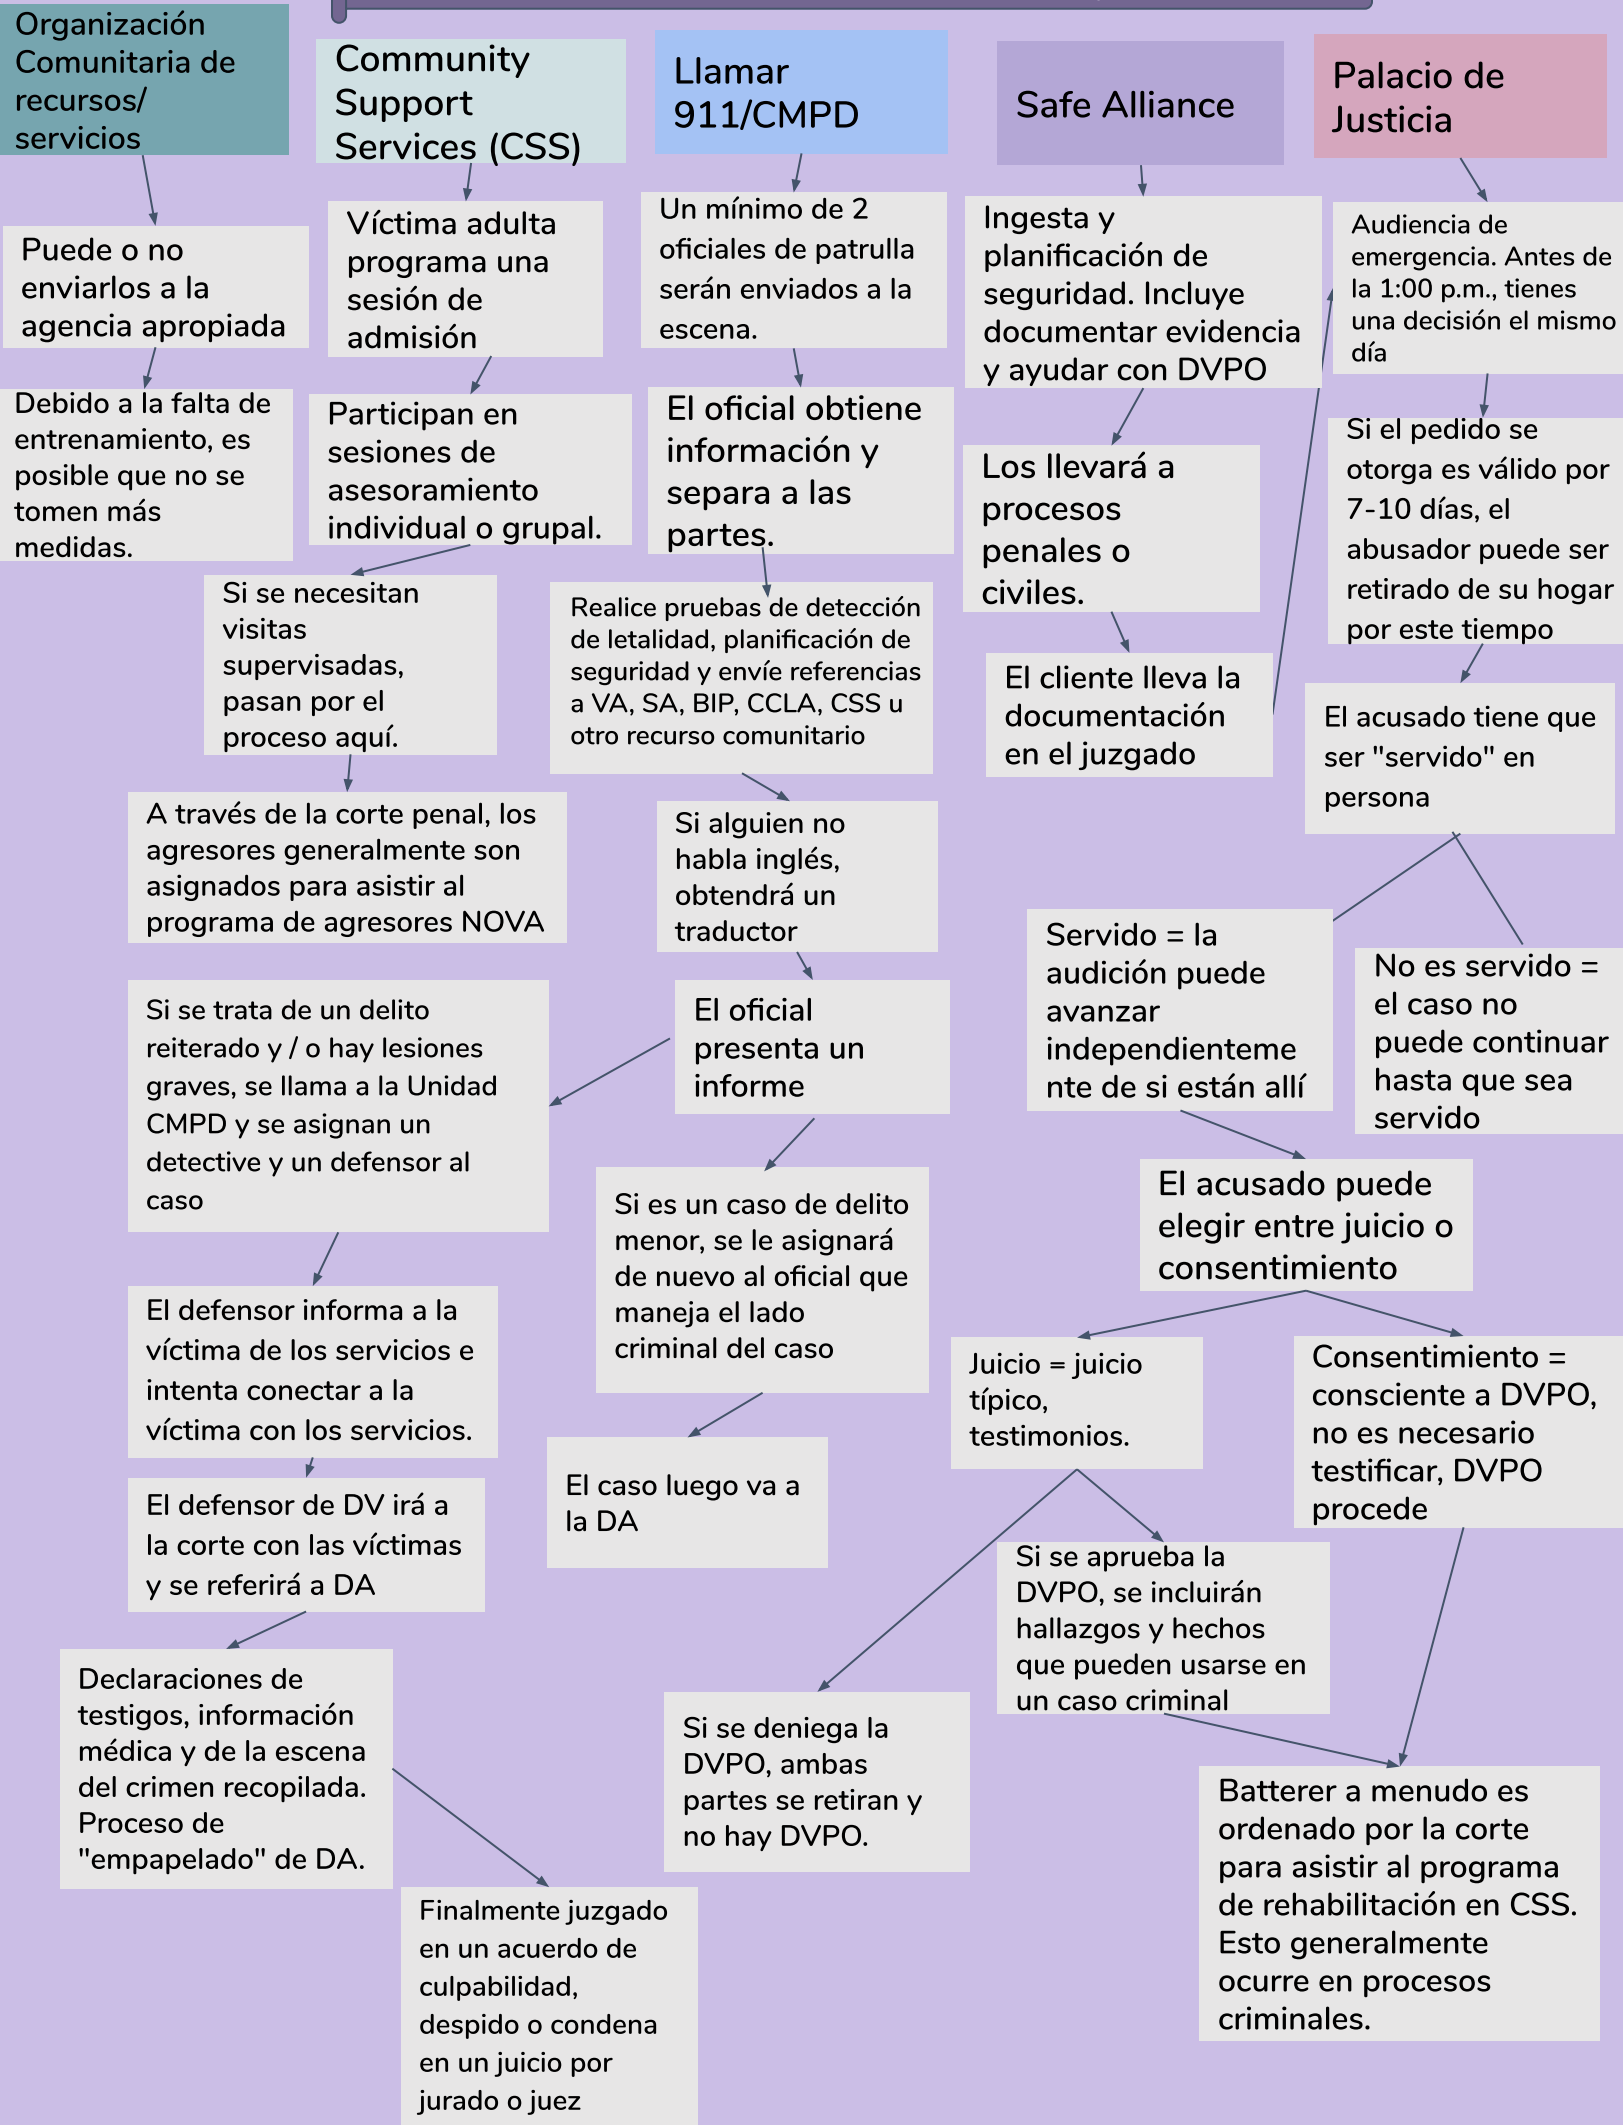 Organización
Comunitaria de
recursos/
servicios
Community
Support
Services (CSS)
Llamar
911/CMPD
Safe Alliance
Palacio de
Justicia
Puede o no
enviarlos a la
agencia apropiada
Debido a la falta de
entrenamiento, es
posible que no se
tomen más
medidas.
Víctima adulta
programa una
sesión de
admisión
Participan en
sesiones de
asesoramiento
individual o grupal.
Si se necesitan
visitas
supervisadas,
pasan por el
proceso aquí.
A través de la corte penal, los
agresores generalmente son
asignados para asistir al
programa de agresores NOVA
Un mínimo de 2
oficiales de patrulla
serán enviados a la
escena.
El oficial obtiene
información y
separa a las
partes.
Realice pruebas de detección
de letalidad, planificación de
seguridad y envíe referencias
a VA, SA, BIP, CCLA, CSS u
otro recurso comunitario
Si alguien no
habla inglés,
obtendrá un
traductor
El oficial
presenta un
informe
Si se trata de un delito
reiterado y / o hay lesiones
graves, se llama a la Unidad
CMPD y se asignan un
detective y un defensor al
caso
El defensor informa a la
víctima de los servicios e
intenta conectar a la
víctima con los servicios.
El defensor de DV irá a
la corte con las víctimas
y se referirá a DA
Declaraciones de
testigos, información
médica y de la escena
del crimen recopilada.
Proceso de
"empapelado" de DA.
Finalmente juzgado
en un acuerdo de
culpabilidad,
despido o condena
en un juicio por
jurado o juez
Si es un caso de delito
menor, se le asignará
de nuevo al oficial que
maneja el lado
criminal del caso
El caso luego va a
la DA
Ingesta y
planificación de
seguridad. Incluye
documentar evidencia
y ayudar con DVPO
Los llevará a
procesos
penales o
civiles.
El cliente lleva la
documentación
en el juzgado
Audiencia de
emergencia. Antes de
la 1:00 p.m., tienes
una decisión el mismo
día
Si el pedido se
otorga es válido por
7-10 días, el
abusador puede ser
retirado de su hogar
por este tiempo
El acusado tiene que
ser "servido" en
persona
Servido = la
audición puede
avanzar
independienteme
nte de si están allí
No es servido =
el caso no
puede continuar
hasta que sea
servido
El acusado puede
elegir entre juicio o
consentimiento
Juicio = juicio
típico,
testimonios.
Consentimiento =
consciente a DVPO,
no es necesario
testificar, DVPO
procede
Si se aprueba la
DVPO, se incluirán
hallazgos y hechos
que pueden usarse en
un caso criminal
Si se deniega la
DVPO, ambas
partes se retiran y
no hay DVPO.
Batterer a menudo es
ordenado por la corte
para asistir al programa
de rehabilitación en CSS.
Esto generalmente
ocurre en procesos
criminales.